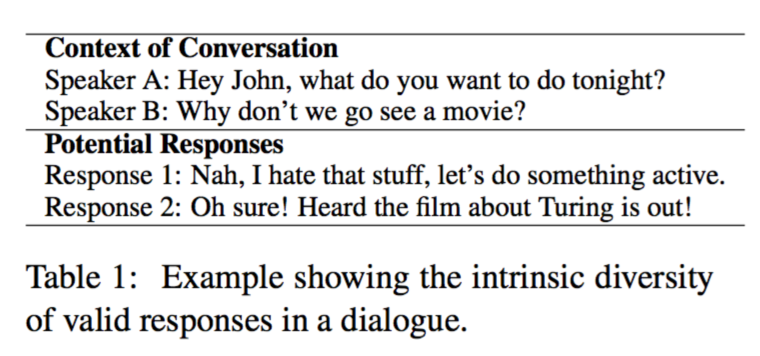 Context of Conversation
Speaker A: Hey John, what do you want to do tonight?
Speaker B: Why don’t we go see a movie?
Potential Responses
Response 1: Nah, I hate that stuff, let’s do something active.
Response 2: Oh sure! Heard the film about Turing is out!
Table 1: Example showing the intrinsic diversity
of valid responses in a dialogue.